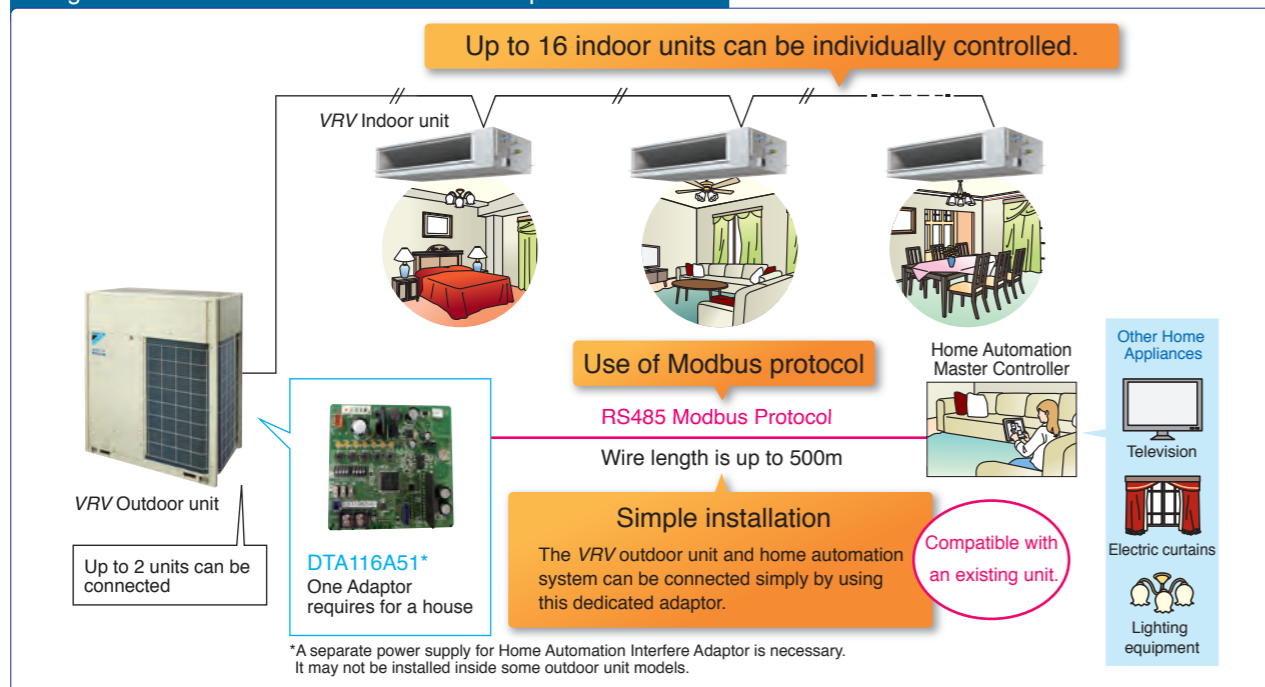 Up to 16 indoor units can be individually controlled.
VRV Indoor unit
Use of Modbus protocol
Home Automation
Master Controller
Other Home
Appliances
RS485 Modbus Protocol
Wire length is up to 500m
Television
VRV Outdoor unit
Up to 2 units can be
connected
DTA116A51*
One Adaptor
requires for a house
Simple installation
The VRV outdoor unit and home automation
system can be connected simply by using
this dedicated adaptor.
Compatible with
an existing unit.
Electric curtains
Lighting
equipment
*A separate power supply for Home Automation Interfere Adaptor is necessary.
It may not be installed inside some outdoor unit models.